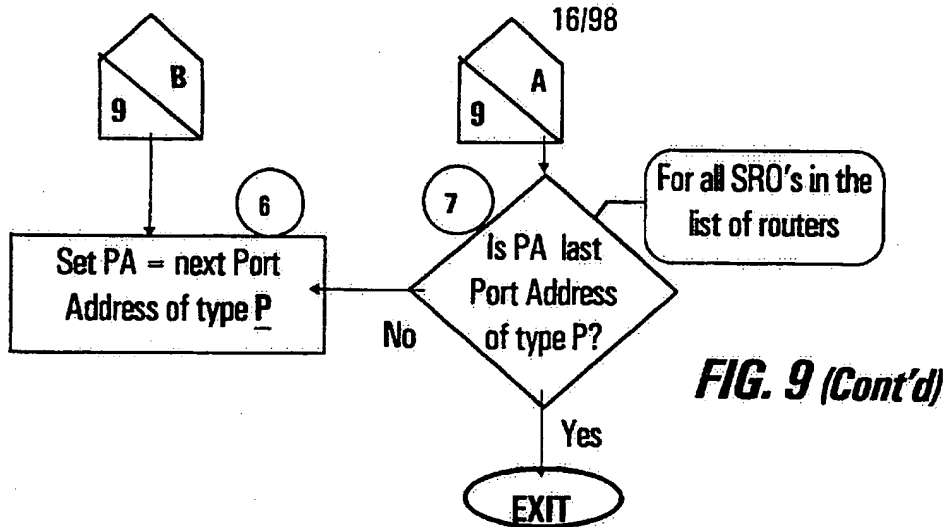 16/98
B
9
A
9
6
7
For all SRO's in the
list of routers
Set PA = next Port
Address of type P
Is PA last
Port Address
of type P?
No
FIG. 9 (Cont'd)
Yes
EXIT